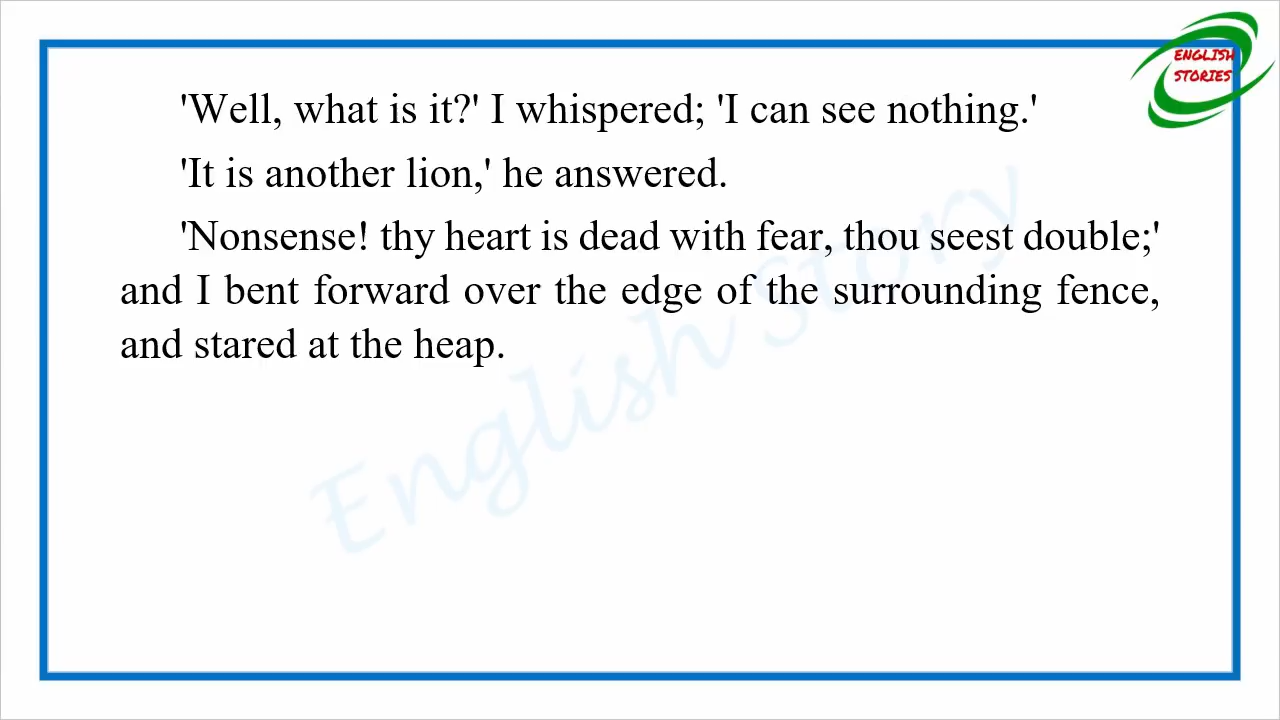 ENGLISH
STORIES
'Well, what is it?' I whispered; 'I can see nothing.'
'It is another lion,' he answered.
'Nonsense! thy heart is dead with fear, thou seest double;'
and I bent forward over the edge of the surrounding fence,
and stared at the heap.
English Story